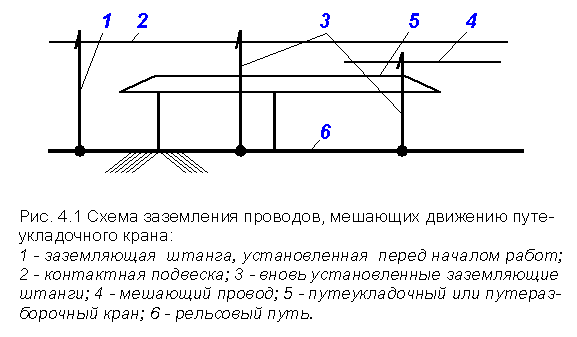 1 2 3 5 4
6
Рис. 4.1 Схема заземления проводов, мешающих движению путе-
укладочного крана:
1 - заземляющая штанга, установленная перед началом работ;
2 - контактная подвеска; 3 - вновь установленные заземляющие
штанги; 4 - мешающий провод; 5 - путеукладочный или путераз-
борочный кран; 6 - рельсовый путь.